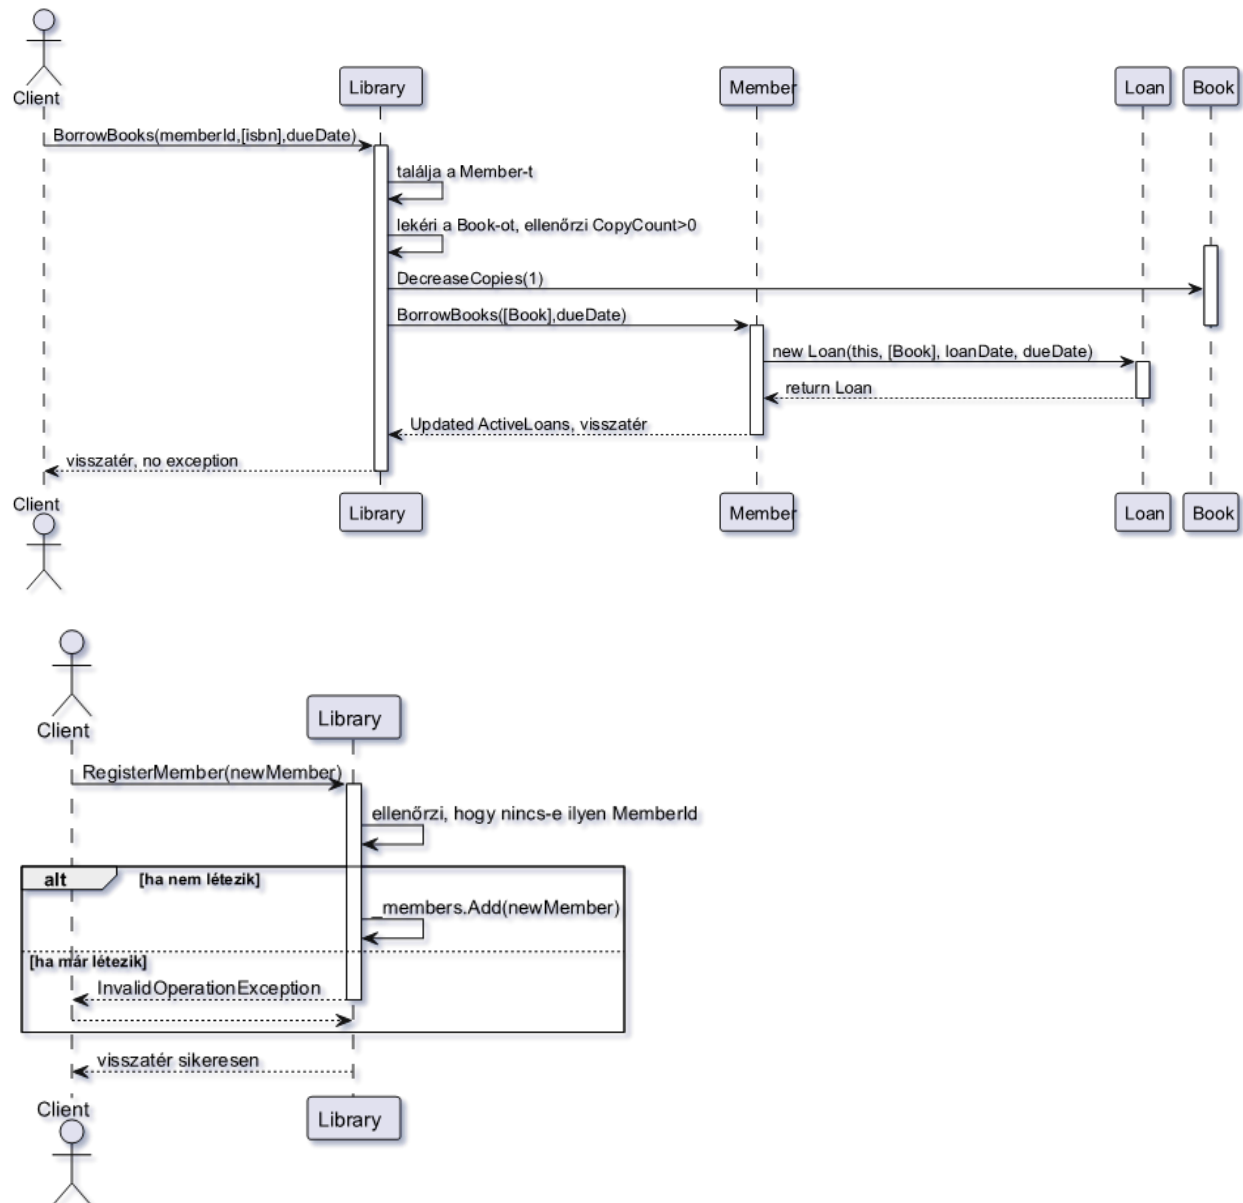 Client
Library
Member
Loan
Book
BorrowBooks(memberId,[isbn],dueDate)
találja a Member-t
lekéri a Book-ot, ellenőrzi CopyCount>0
DecreaseCopies(1)
BorrowBooks([Book],dueDate)
new Loan(this, [Book], loanDate, dueDate)
return Loan
Updated ActiveLoans, visszatér
visszatér, no exception
Client
Library
Member
Loan
Book
Client
Library
RegisterMember(newMember)
ellenőrzi, hogy nincs-e ilyen MemberId
alt
[ha nem létezik]
_members.Add(newMember)
[ha már létezik]
InvalidOperationException
visszatér sikeresen
Client
Library